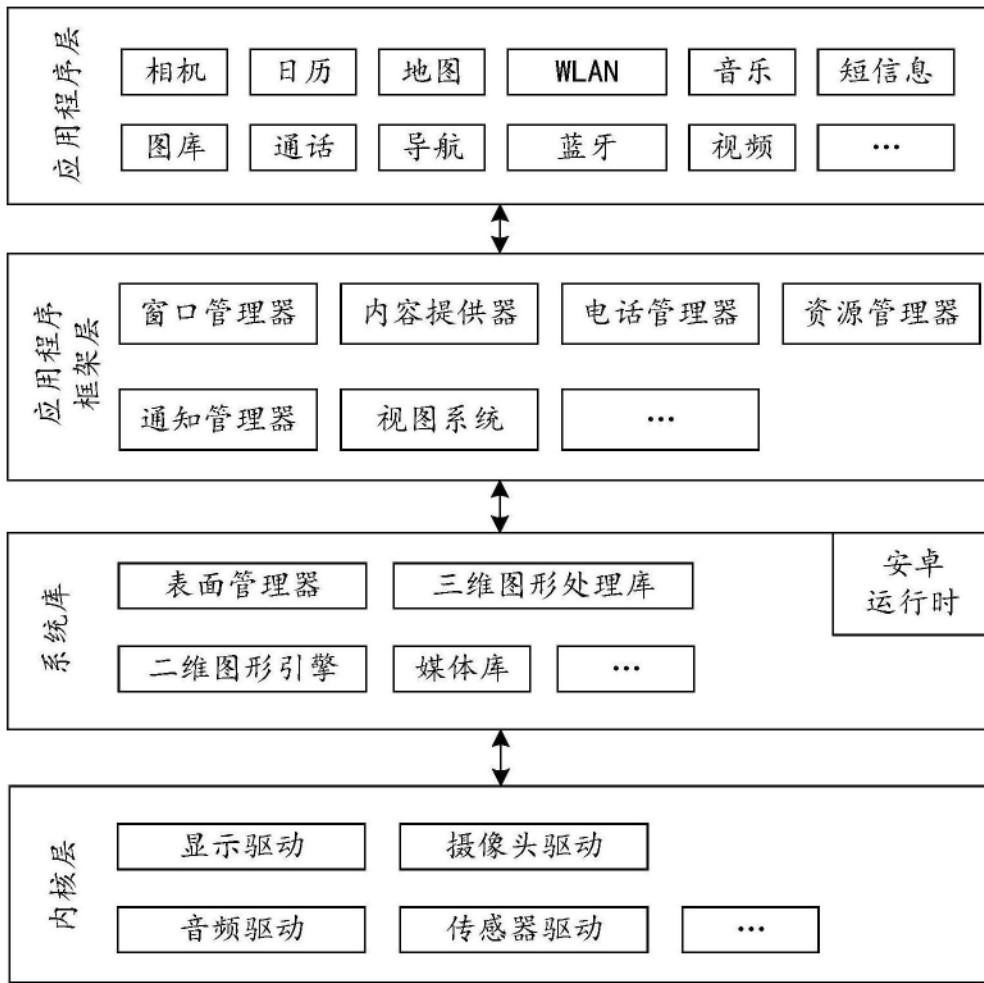 应用程序层
相机 日历 地图 WLAN 音乐 短信息
图库 通话 导航 蓝牙 视频 …
应用程序
框架层
窗口管理器 内容提供器 电话管理器 资源管理器
通知管理器 视图系统 …
系统库
表面管理器 三维图形处理库
安卓
运行时
二维图形引擎 媒体库 …
内核层
显示驱动 摄像头驱动
音频驱动 传感器驱动 …